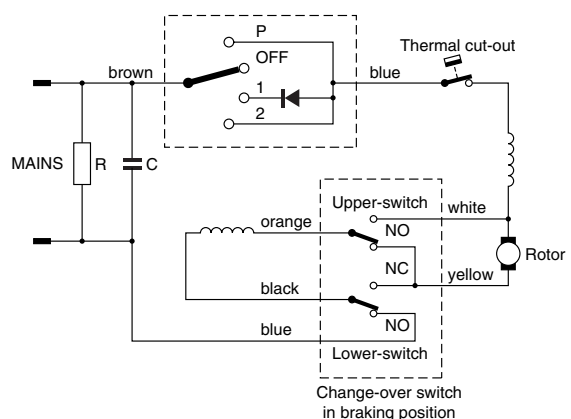 P
OFF
Thermal cut-out
brown
1
blue
2
MAINS
R
C
Upper-switch
orange
white
NO
Rotor
NC
yellow
black
NO
blue
Lower-switch
Change-over switch
in braking position